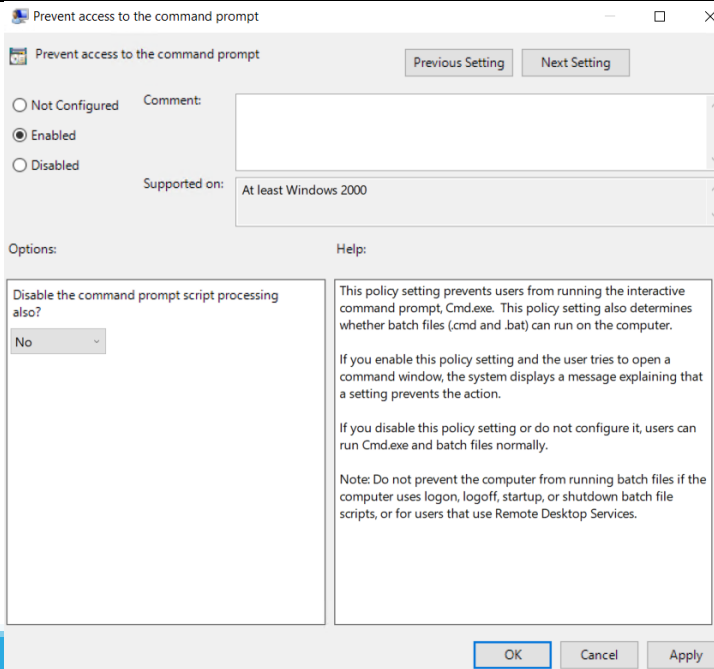 Prevent access to the command prompt
Prevent access to the command prompt
Previous Setting
Next Setting
Not Configured
Comment:
Enabled
Disabled
Supported on:
At least Windows 2000
Options:
Help:
Disable the command prompt script processing
also?
No
This policy setting prevents users from running the interactive
command prompt, Cmd.exe.  This policy setting also determines
whether batch files (.cmd and .bat) can run on the computer.
If you enable this policy setting and the user tries to open a
command window, the system displays a message explaining that
a setting prevents the action.
If you disable this policy setting or do not configure it, users can
run Cmd.exe and batch files normally.
Note: Do not prevent the computer from running batch files if the
computer uses logon, logoff, startup, or shutdown batch file
scripts, or for users that use Remote Desktop Services.
OK
Cancel
Apply